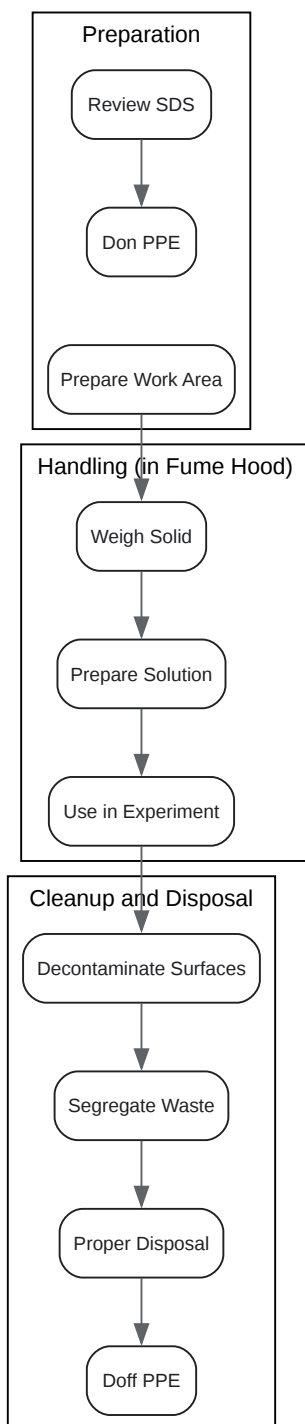 Preparation
Review SDS
Don PPE
Prepare Work Area
Handling (in Fume Hood)
Weigh Solid
Prepare Solution
Use in Experiment
Cleanup and Disposal
Decontaminate Surfaces
Segregate Waste
Proper Disposal
Doff PPE